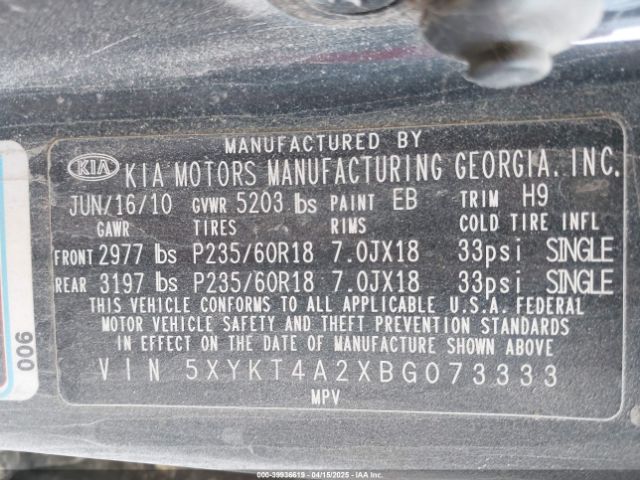 MANUFACTURED BY
KIA KIA MOTORS MANUFACTURING GEORGIA, INC.
JUN/16/10 GVWR 5203 lbs PAINT EB TRIM H9
GAWR TIRES RIMS COLD TIRE INFL
FRONT 2977 lbs P235/60R18 7.0JX18 33psi SINGLE
REAR 3197 lbs P235/60R18 7.0JX18 33psi SINGLE
THIS VEHICLE CONFORMS TO ALL APPLICABLE U.S.A. FEDERAL
MOTOR VEHICLE SAFETY AND THEFT PREVENTION STANDARDS
IN EFFECT ON THE DATE OF MANUFACTURE SHOWN ABOVE
VIN 5XYKT4A2XBG073333
MPV
006
000-39936619 04/15/2025 IAA Inc.